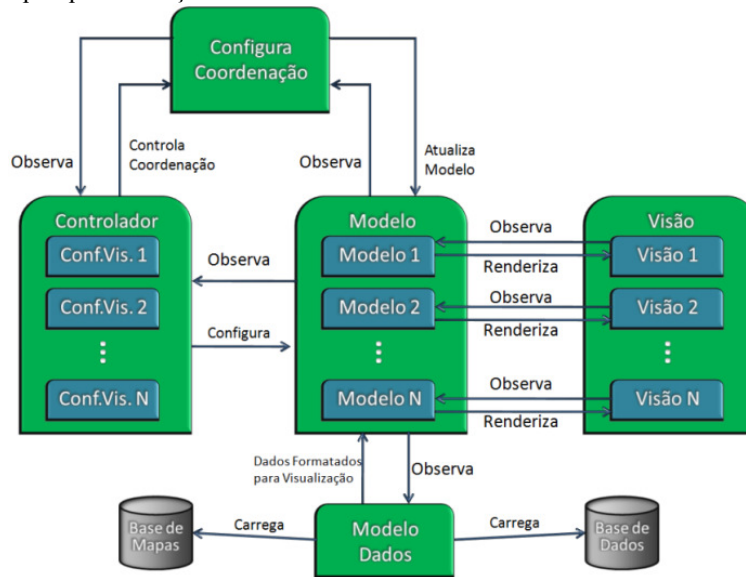 Configura
Coordenação
Observa
Controla
Coordenação
Observa
Atualiza
Modelo
Controlador
Conf.Vis. 1
Conf.Vis. 2
Conf.Vis. N
Observa
Configura
Modelo
Modelo 1
Modelo 2
Modelo N
Observa
Renderiza
Observa
Renderiza
Observa
Renderiza
Visão
Visão 1
Visão 2
Visão N
Dados Formatados
para Visualização
Observa
Base de
Mapas
Carrega
Modelo
Dados
Carrega
Base de
Dados